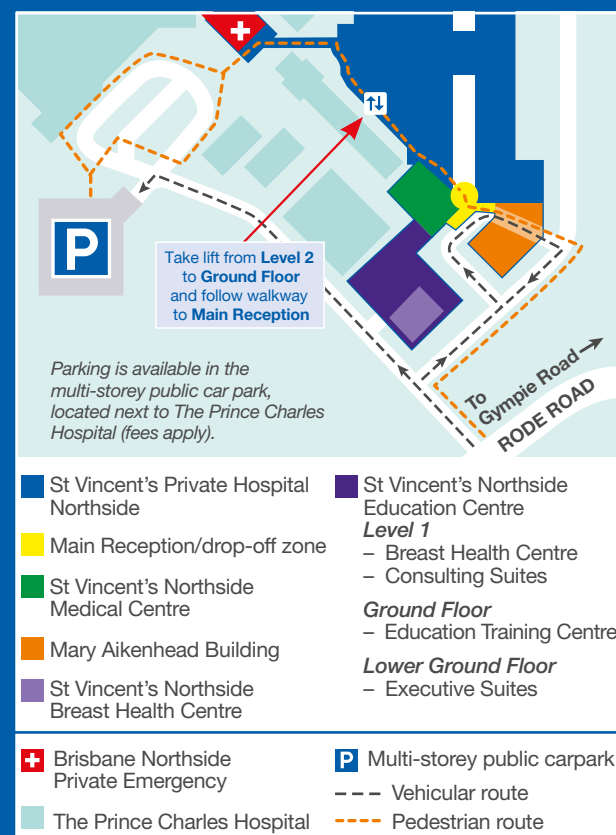 Take lift from Level 2
to Ground Floor
and follow walkway
to Main Reception
P
Parking is available in the
multi-storey public car park,
located next to The Prince Charles
Hospital (fees apply).
To
Gympie Road
RODE ROAD
St Vincent's Private Hospital
Northside
Main Reception/drop-off zone
St Vincent's Northside
Medical Centre
Mary Aikenhead Building
St Vincent's Northside
Breast Health Centre
St Vincent's Northside
Education Centre
Level 1
– Breast Health Centre
– Consulting Suites
Ground Floor
– Education Training Centre
Lower Ground Floor
– Executive Suites
Brisbane Northside
Private Emergency
The Prince Charles Hospital
P Multi-storey public carpark
Vehicular route
Pedestrian route